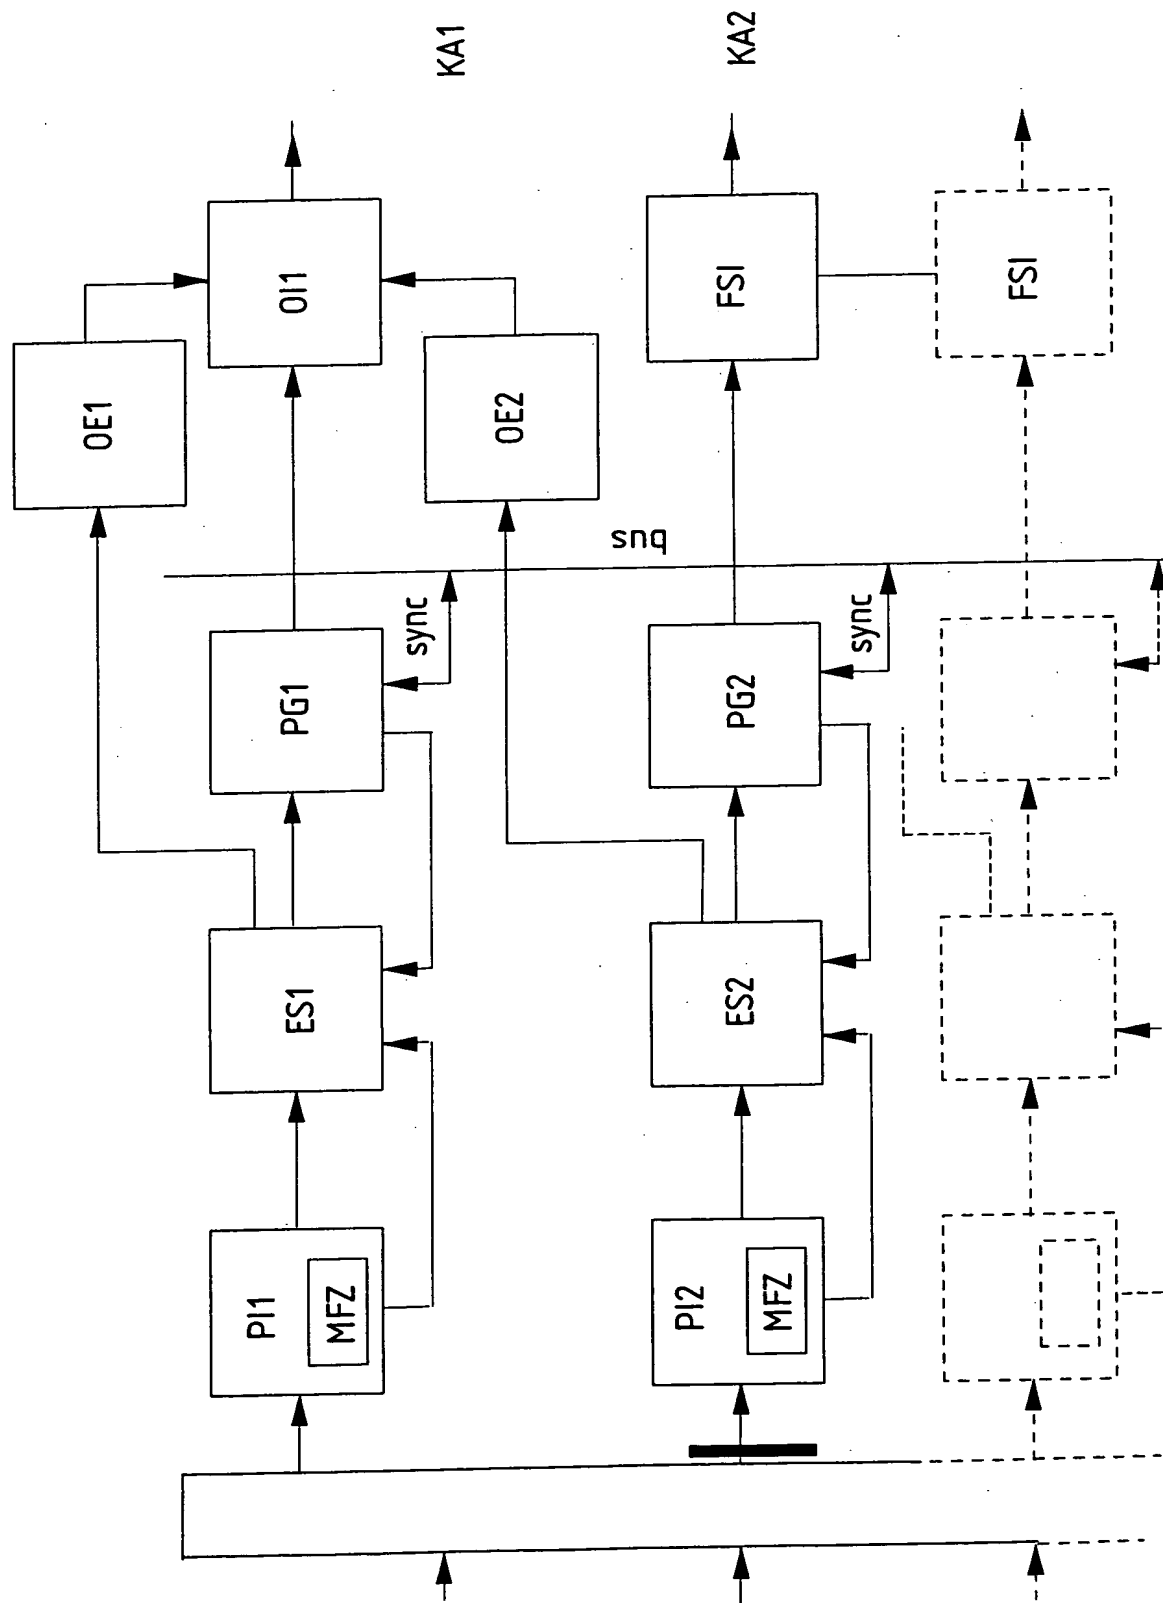 OE1
PI1
MFZ
ES1
PG1
OI1
sync
KA1
OE2
bus
PI2
MFZ
ES2
PG2
FSI
KA2
sync
FSI